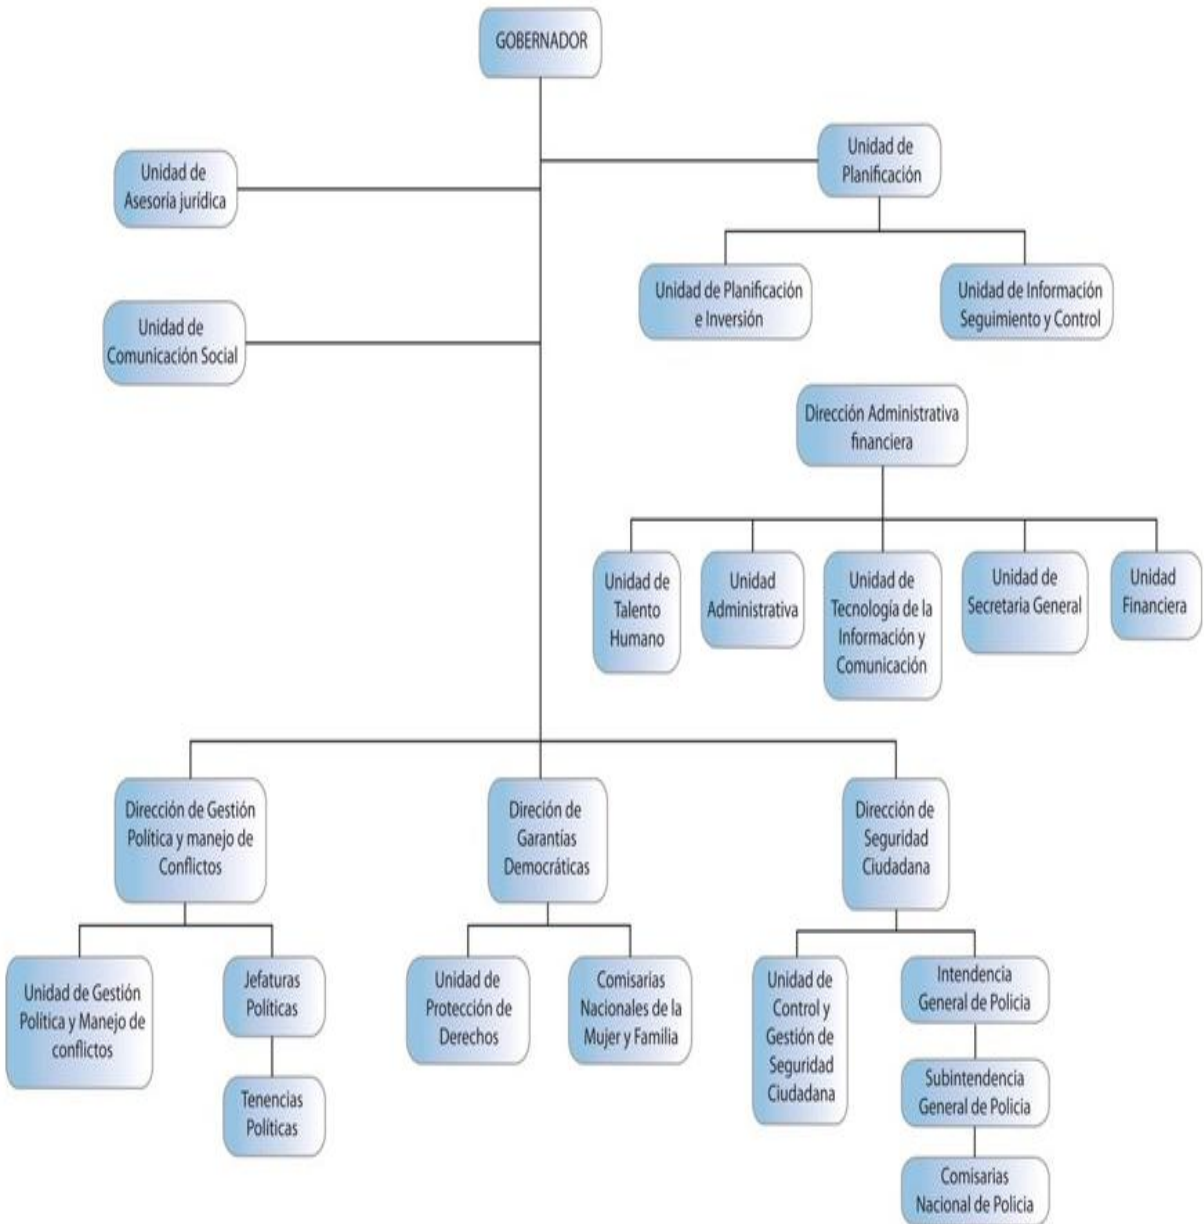 GOBERNADOR
Unidad de
Planificación
Unidad de
Asesoría jurídica
Unidad de Planificación
e Inversión
Unidad de Información
Seguimiento y Control
Unidad de
Comunicación Social
Dirección Administrativa
financiera
Unidad de
Talento
Humano
Unidad
Administrativa
Unidad de
Tecnología de la
Información y
Comunicación
Unidad de
Secretaria General
Unidad
Financiera
Dirección de Gestión
Política y manejo de
Conflictos
Direción de
Garantías
Democráticas
Dirección de
Seguridad
Ciudadana
Unidad de Gestión
Política y Manejo de
conflictos
Jefaturas
Políticas
Tenencias
Políticas
Unidad de
Protección de
Derechos
Comisarias
Nacionales de la
Mujer y Familia
Unidad de
Control y
Gestión de
Seguridad
Ciudadana
Intendencia
General de Policia
Subintendencia
General de Policia
Comisarias
Nacional de Policia